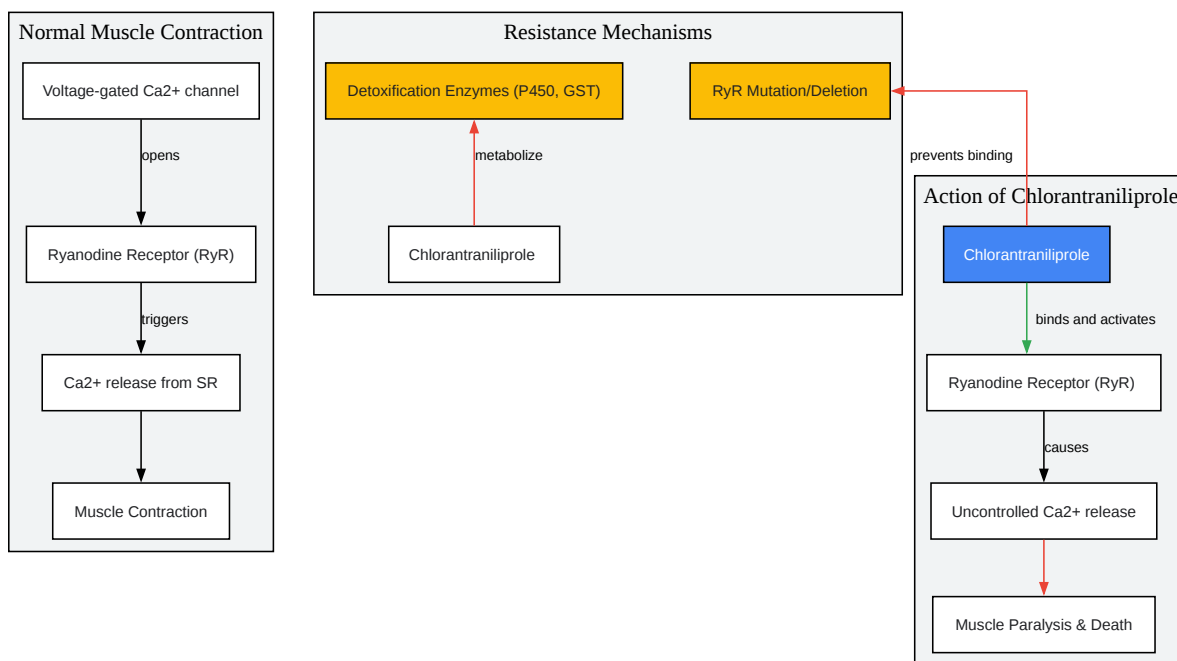 Normal Muscle Contraction
Voltage-gated Ca2+ channel
opens
Ryanodine Receptor (RyR)
triggers
Ca2+ release from SR
Muscle Contraction
Resistance Mechanisms
Detoxification Enzymes (P450, GST)
RyR Mutation/Deletion
metabolize
Chlorantraniliprole
prevents binding
Action of Chlorantraniliprole
Chlorantraniliprole
binds and activates
Ryanodine Receptor (RyR)
causes
Uncontrolled Ca2+ release
Muscle Paralysis & Death